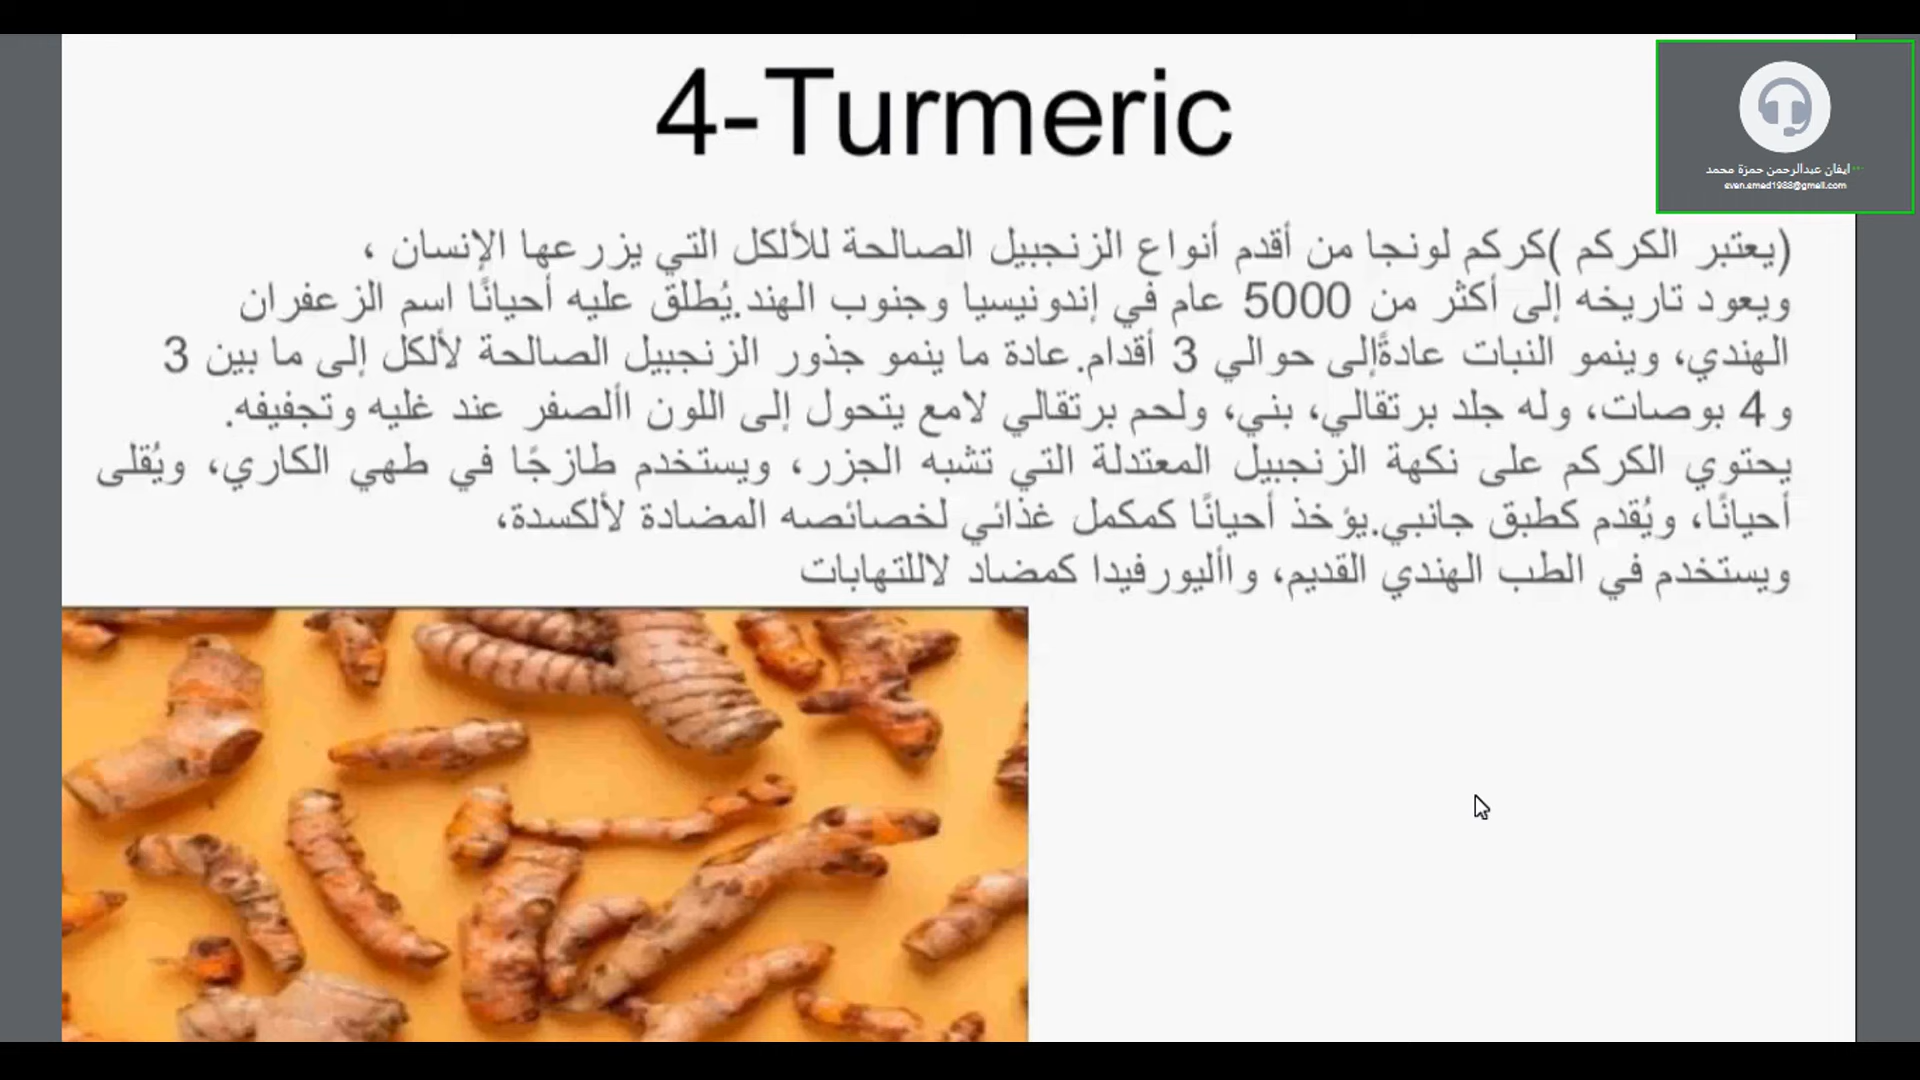 4-Turmeric
ايفان عبدالرحمن حمزة محمد
even.emed1988@gmail.com
(يعتبر الكركم )كركم لونجا من أقدم أنواع الزنجبيل الصالحة لألكل التي يزرعها الإنسان ،
ويعود تاريخه إلى أكثر من 5000 عام في إندونيسيا وجنوب الهند.يُطلق عليه أحيانًا اسم الزعفران
الهندي، وينمو النبات عادةًإلى حوالي 3 أقدام.عادة ما ينمو جذور الزنجبيل الصالحة لألكل إلى ما بين 3
و 4 بوصات، وله جلد برتقالي، بني، ولحم برتقالي لامع يتحول إلى اللون األصفر عند غليه وتجفيفه.
يحتوي الكركم على نكهة الزنجبيل المعتدلة التي تشبه الجزر، ويستخدم طازجًا في طهي الكاري، ويُقلى
أحيانًا، ويُقدم كطبق جانبي.يؤخذ أحيانًا كمكمل غذائي لخصائصه المضادة لألكسدة،
ويستخدم في الطب الهندي القديم، واأليورفيدا كمضاد لاللتهابات